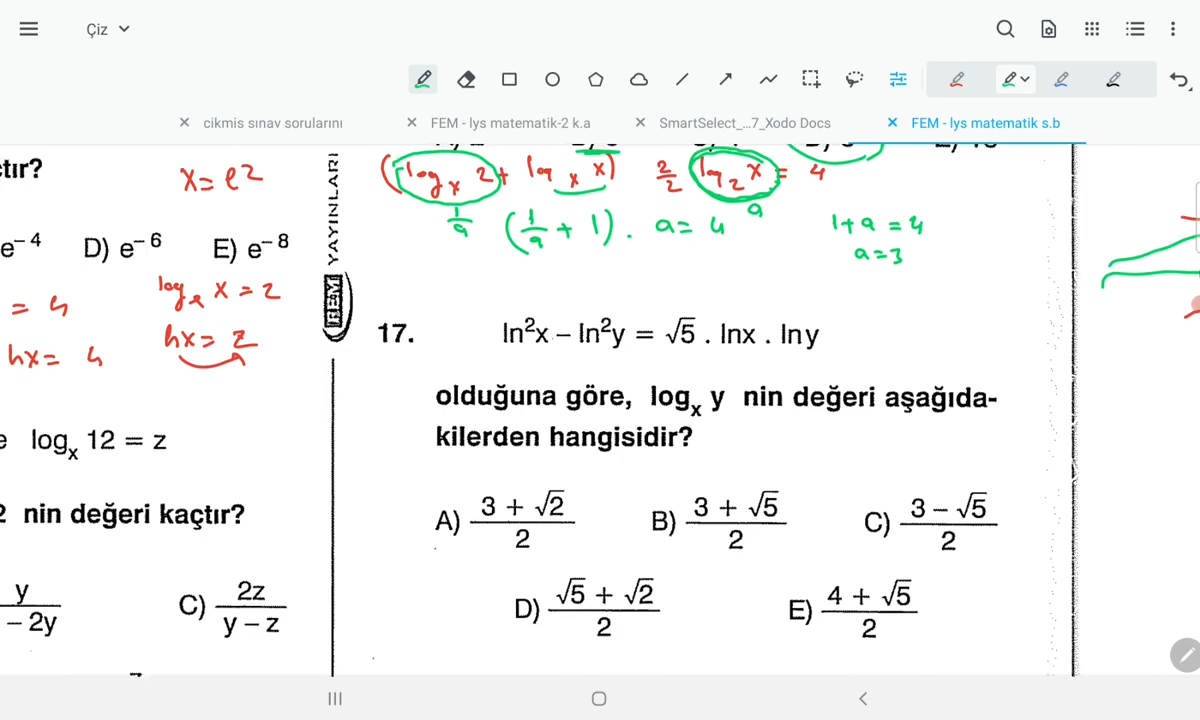 Çiz
cikmis sınav sorularını
FEM - lys matematik-2 k.a
SmartSelect_...7_Xodo Docs
FEM - lys matematik s.b
ctır?
x = e2
e⁻⁴ D) e⁻⁶ E) e⁻⁸
= 4
logₑ x = 2
lnx = 4
lnx = 2
e logₓ 12 = z
2 nin değeri kaçtır?
y / – 2y
C) 2z / y – z
FEM YAYINLARI
(logₓ 2 + logₓ x) 2/2 log₂ x = 4
1/a
a
(1/a + 1) . a = 4
1+a = 4
a=3
17. ln²x – ln²y = √5 . lnx . lny
olduğuna göre, logₓ y nin değeri aşağıda-
kilerden hangisidir?
A) 3 + √2 / 2 B) 3 + √5 / 2 C) 3 – √5 / 2
D) √5 + √2 / 2 E) 4 + √5 / 2